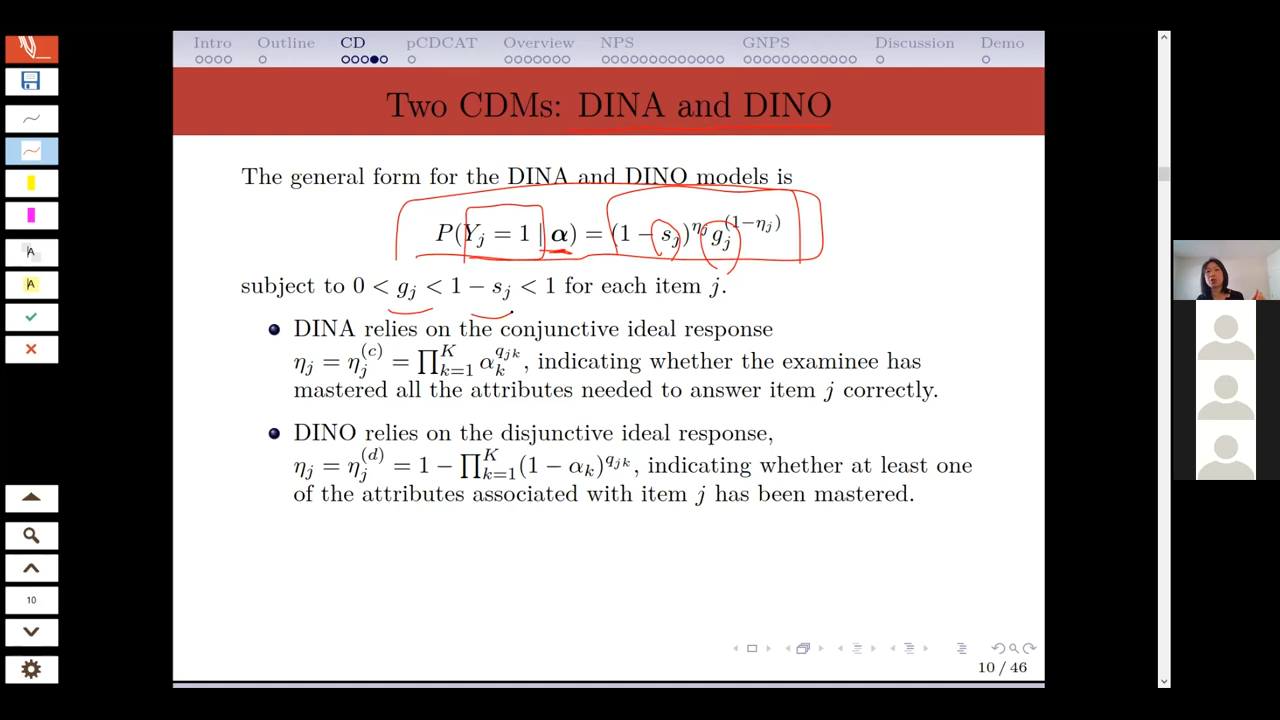 Intro Outline CD pCDCAT Overview NPS GNPS Discussion Demo
Two CDMs: DINA and DINO
The general form for the DINA and DINO models is
P(Y_j = 1 | α) = (1 − s_j)^{η_j} g_j^{(1−η_j)}
subject to 0 < g_j < 1 − s_j < 1 for each item j.
DINA relies on the conjunctive ideal response
η_j = η_j^{(c)} = ∏_{k=1}^{K} α_k^{q_{jk}}, indicating whether the examinee has
mastered all the attributes needed to answer item j correctly.
DINO relies on the disjunctive ideal response,
η_j = η_j^{(d)} = 1 − ∏_{k=1}^{K} (1 − α_k)^{q_{jk}}, indicating whether at least one
of the attributes associated with item j has been mastered.
10 / 46
A
A
10